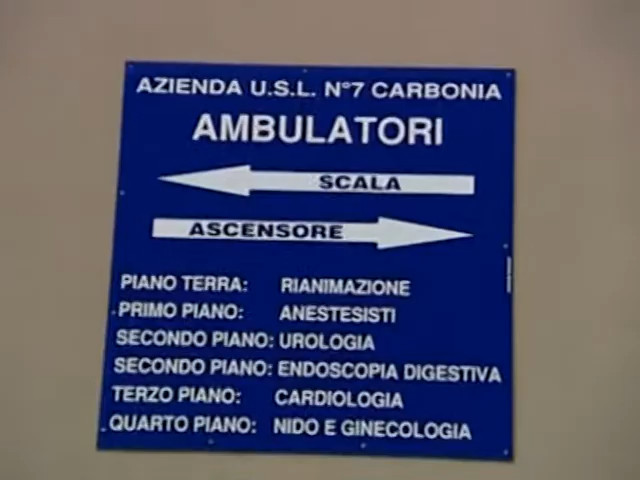 AZIENDA U.S.L. N°7 CARBONIA
AMBULATORI
SCALA
ASCENSORE
PIANO TERRA: RIANIMAZIONE
PRIMO PIANO: ANESTESISTI
SECONDO PIANO: UROLOGIA
SECONDO PIANO: ENDOSCOPIA DIGESTIVA
TERZO PIANO: CARDIOLOGIA
QUARTO PIANO: NIDO E GINECOLOGIA